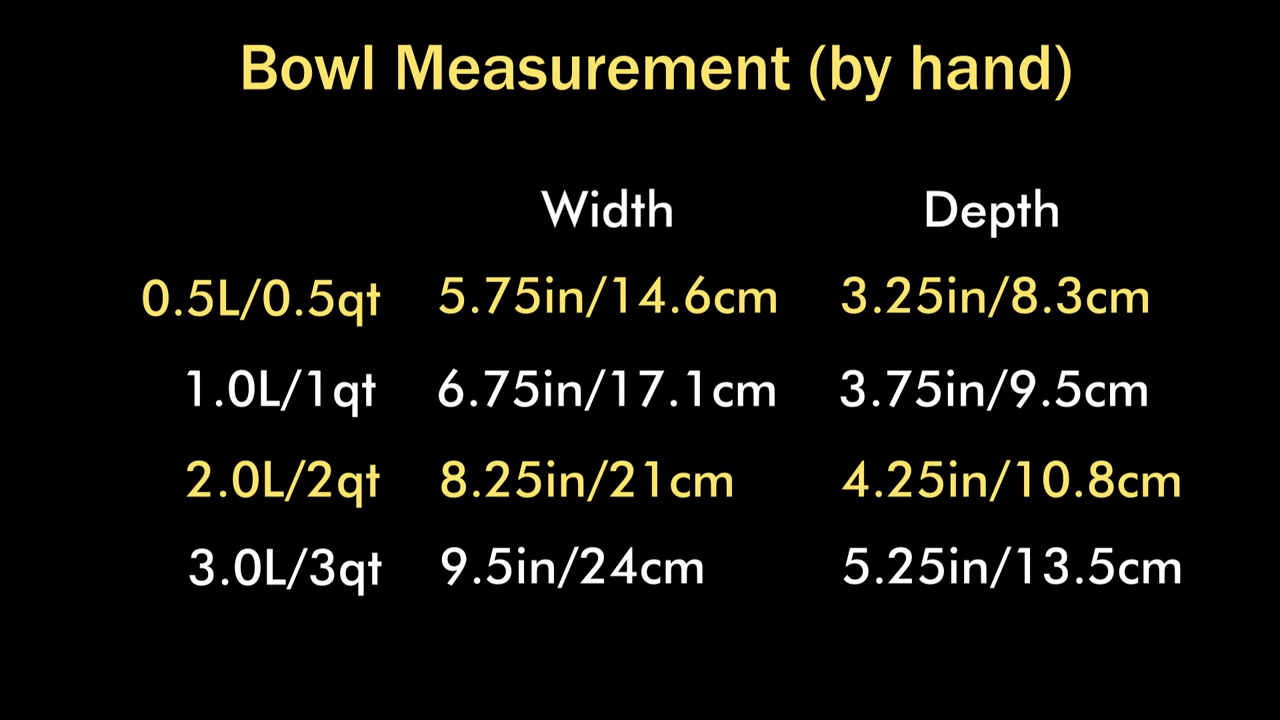 Bowl Measurement (by hand)
Width Depth
0.5L/0.5qt 5.75in/14.6cm 3.25in/8.3cm
1.0L/1qt 6.75in/17.1cm 3.75in/9.5cm
2.0L/2qt 8.25in/21cm 4.25in/10.8cm
3.0L/3qt 9.5in/24cm 5.25in/13.5cm